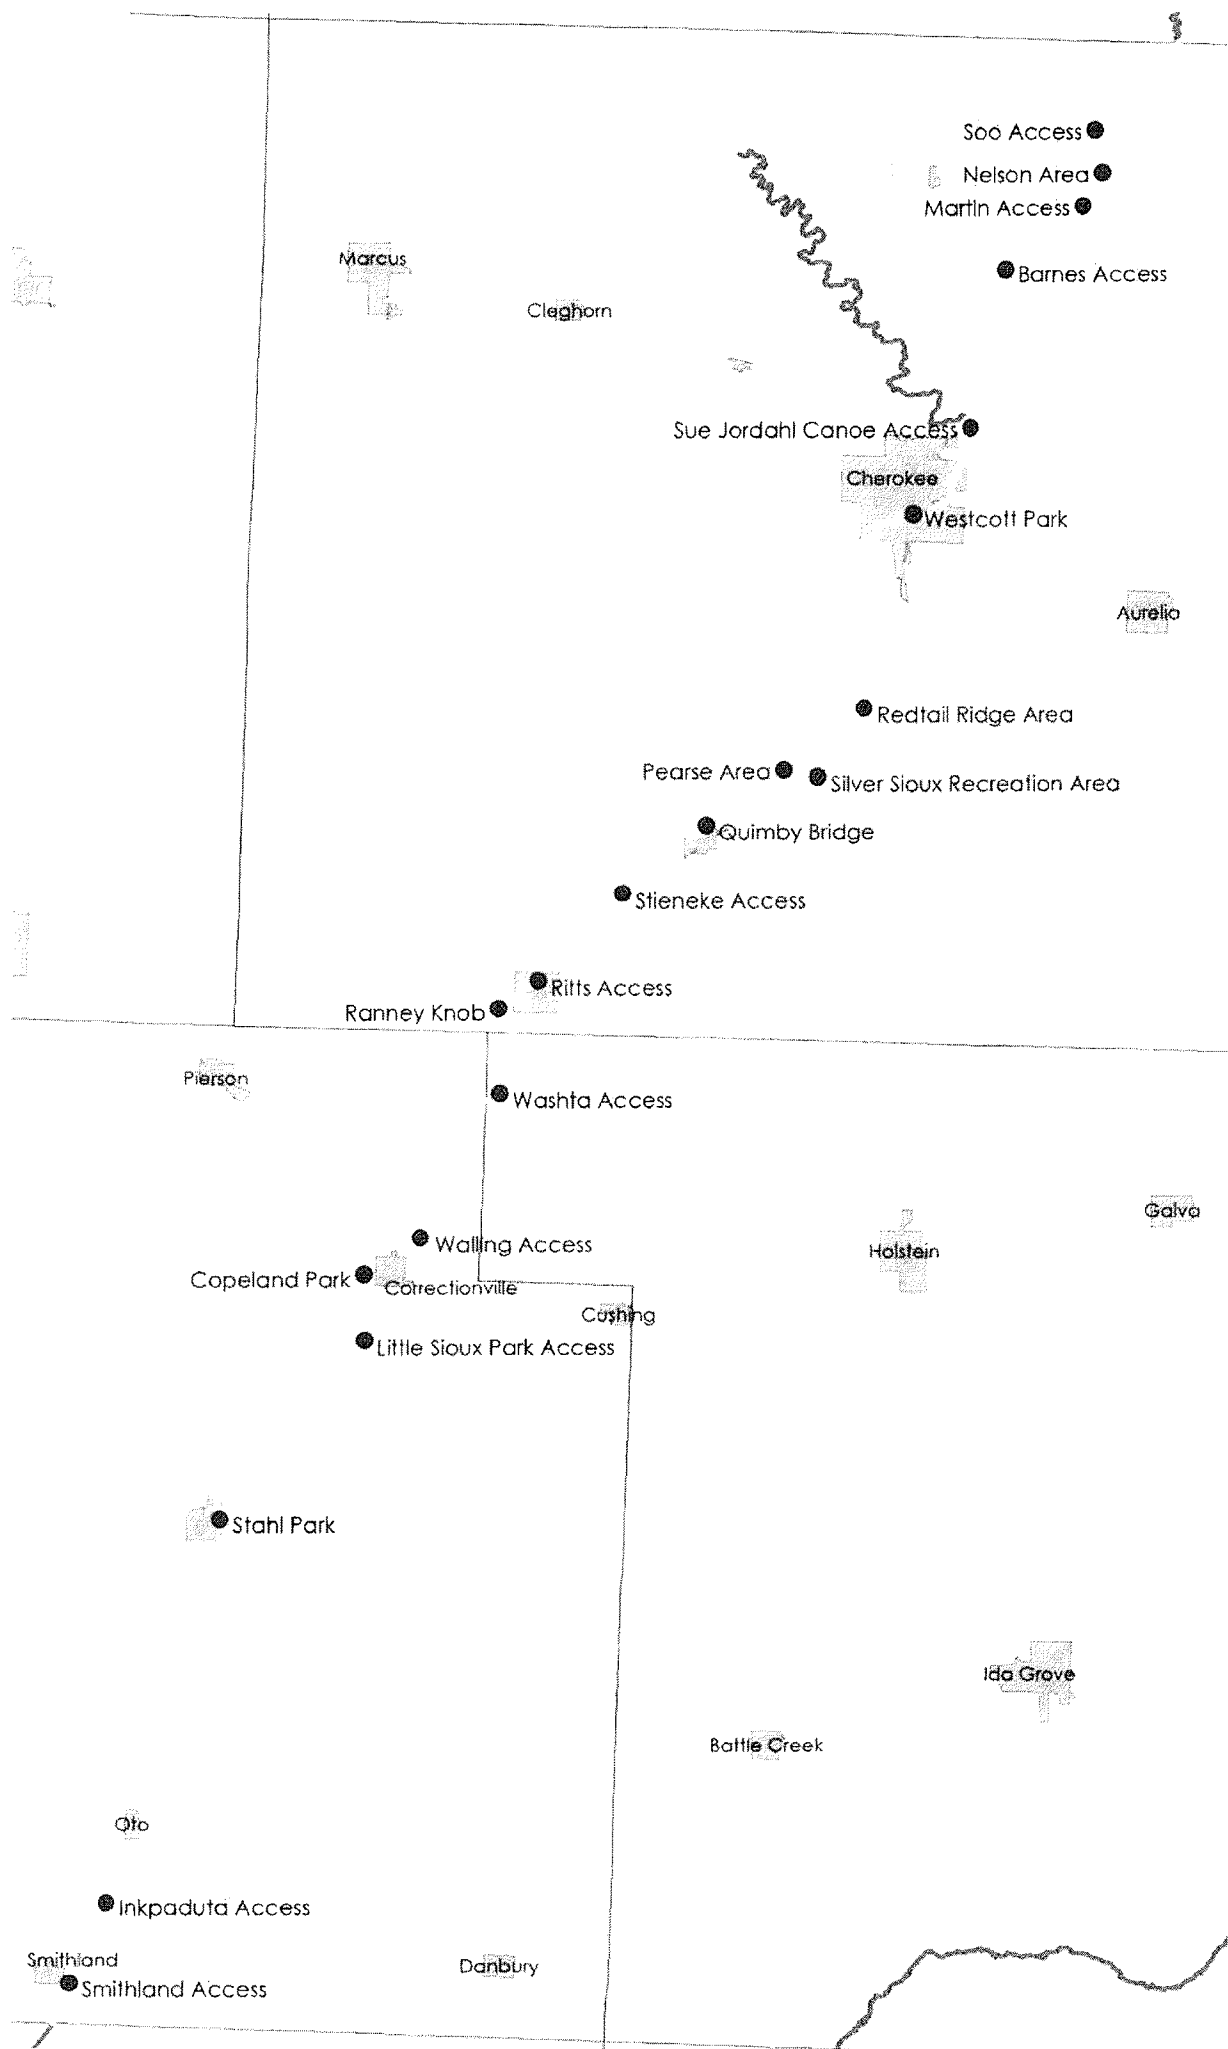 Soo Access
Nelson Area
Martin Access
Marcus
Barnes Access
Cleghorn
Sue Jordahl Canoe Access
Cherokee
Westcott Park
Aurelia
Redtail Ridge Area
Pearse Area
Silver Sioux Recreation Area
Quimby Bridge
Stieneke Access
Ritts Access
Ranney Knob
Pierson
Washta Access
Galva
Walling Access
Holstein
Copeland Park
Correctionville
Cushing
Little Sioux Park Access
Stahl Park
Ida Grove
Battle Creek
Oto
Inkpaduta Access
Smithland
Danbury
Smithland Access